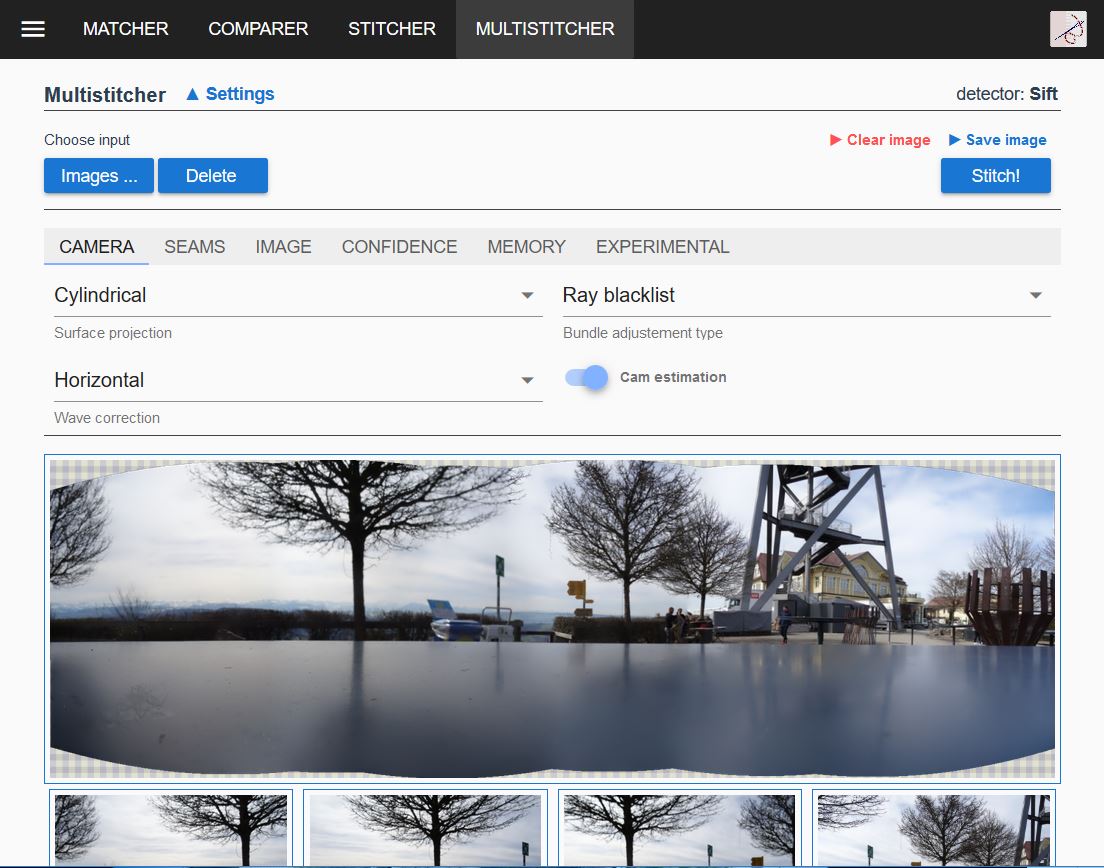 MATCHER COMPARER STITCHER MULTISTITCHER
Multistitcher ▲ Settings detector: Sift
Choose input ▶ Clear image ▶ Save image
Images ... Delete Stitch!
CAMERA SEAMS IMAGE CONFIDENCE MEMORY EXPERIMENTAL
Cylindrical Ray blacklist
Surface projection Bundle adjustement type
Horizontal Cam estimation
Wave correction